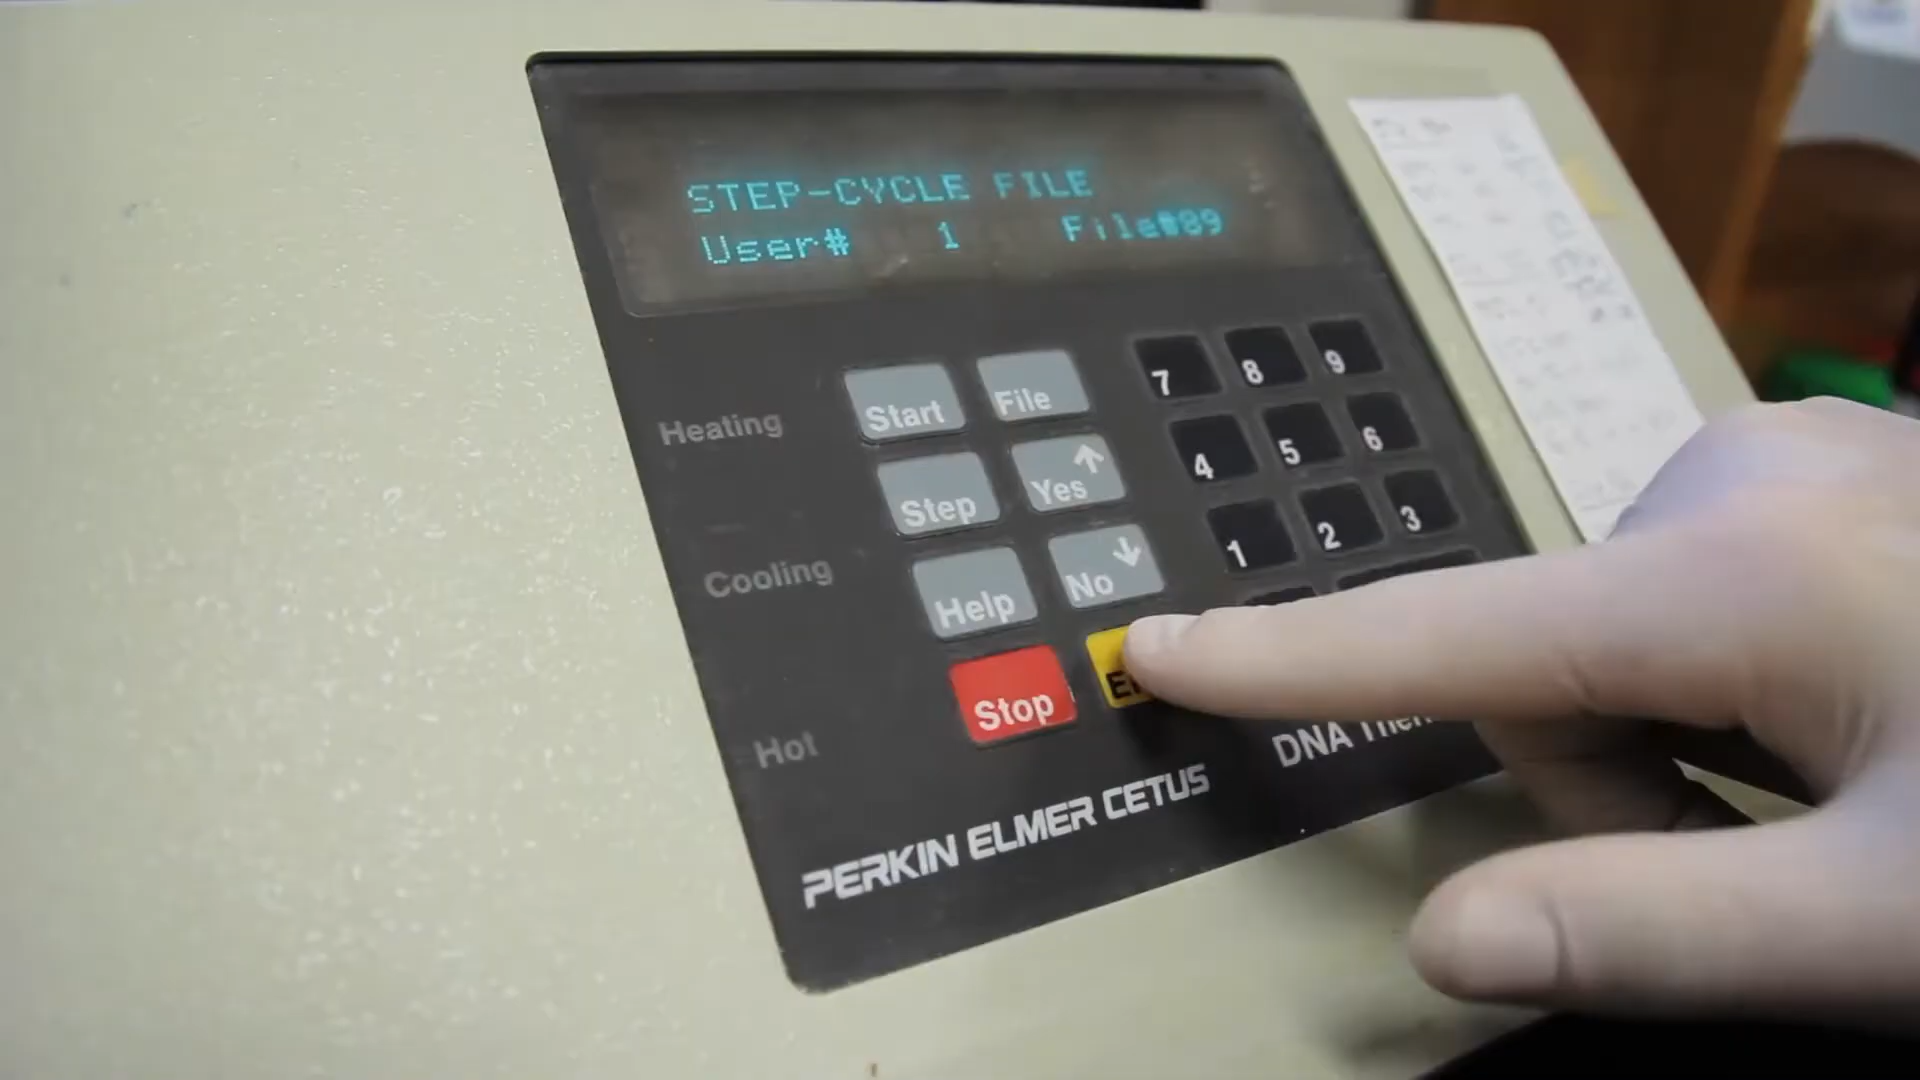 STEP-CYCLE FILE
User# 1 File#89
Heating
Start
File
7 8 9
Step
Yes
4 5 6
Cooling
Help
No
1 2 3
Hot
Stop
PERKIN ELMER CETUS
DNA